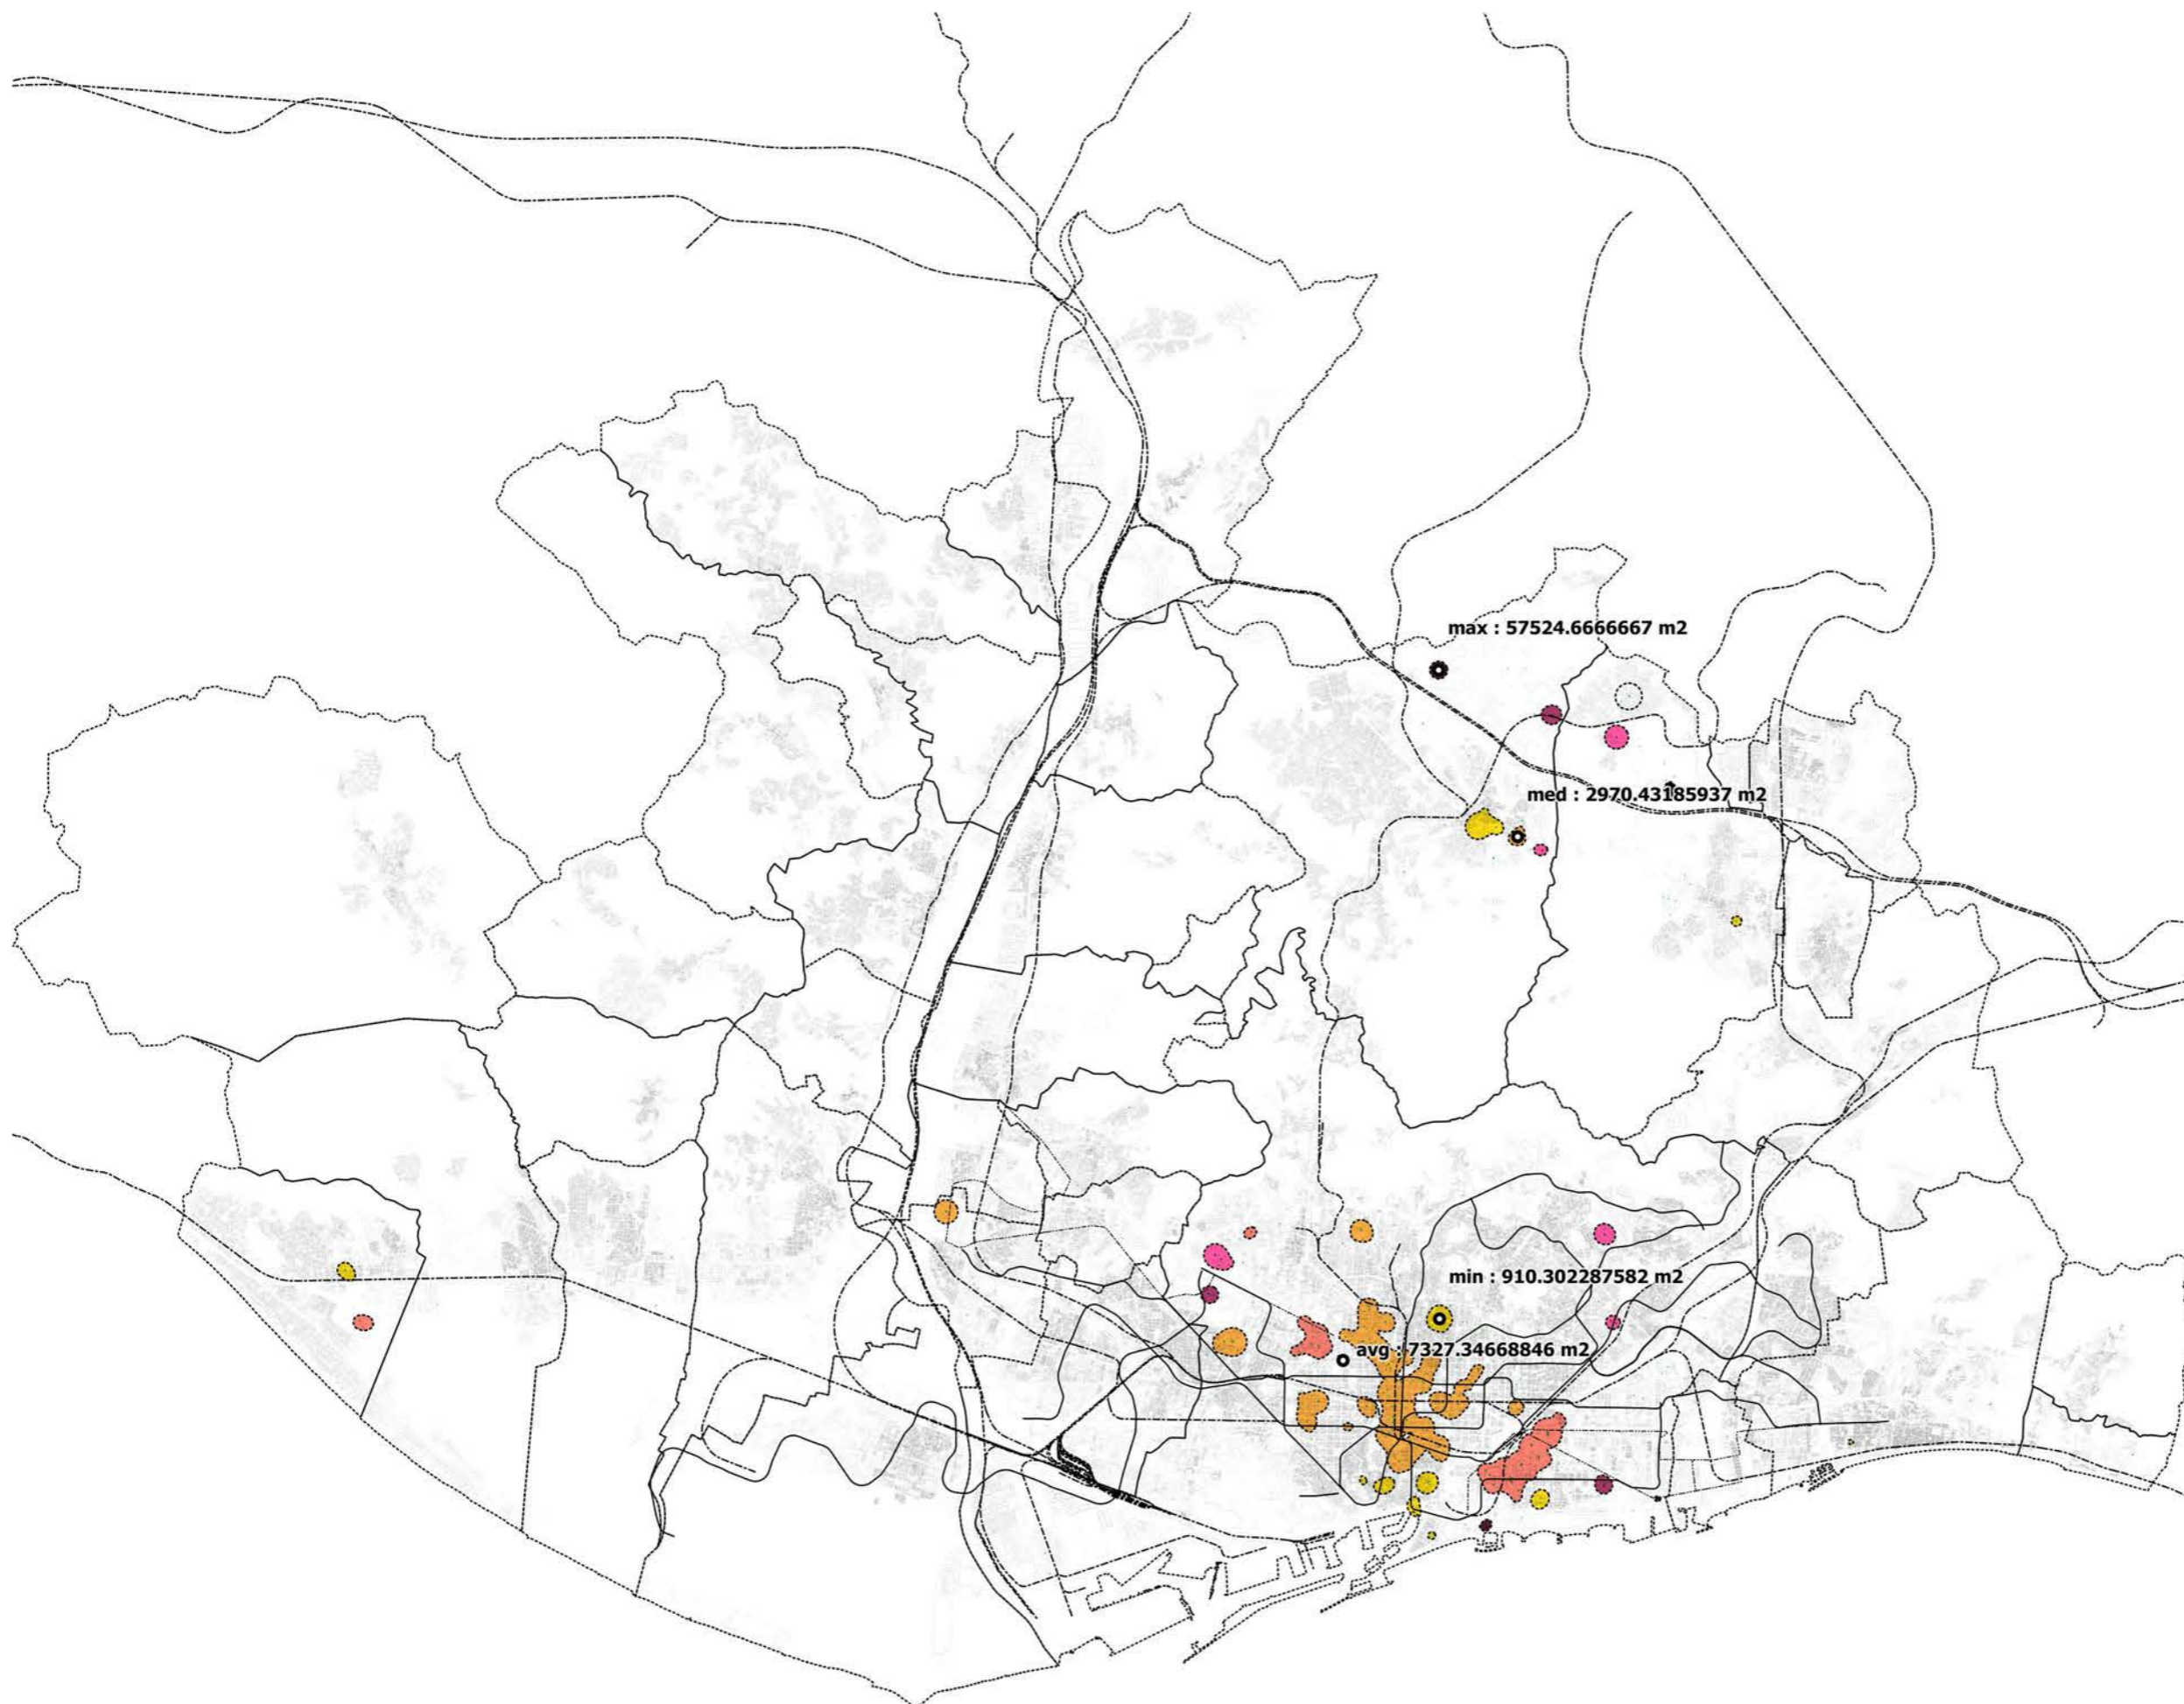 max : 57524.6666667 m2
med : 2970.43185937 m2
min : 910.302287582 m2
avg : 7327.34668846 m2